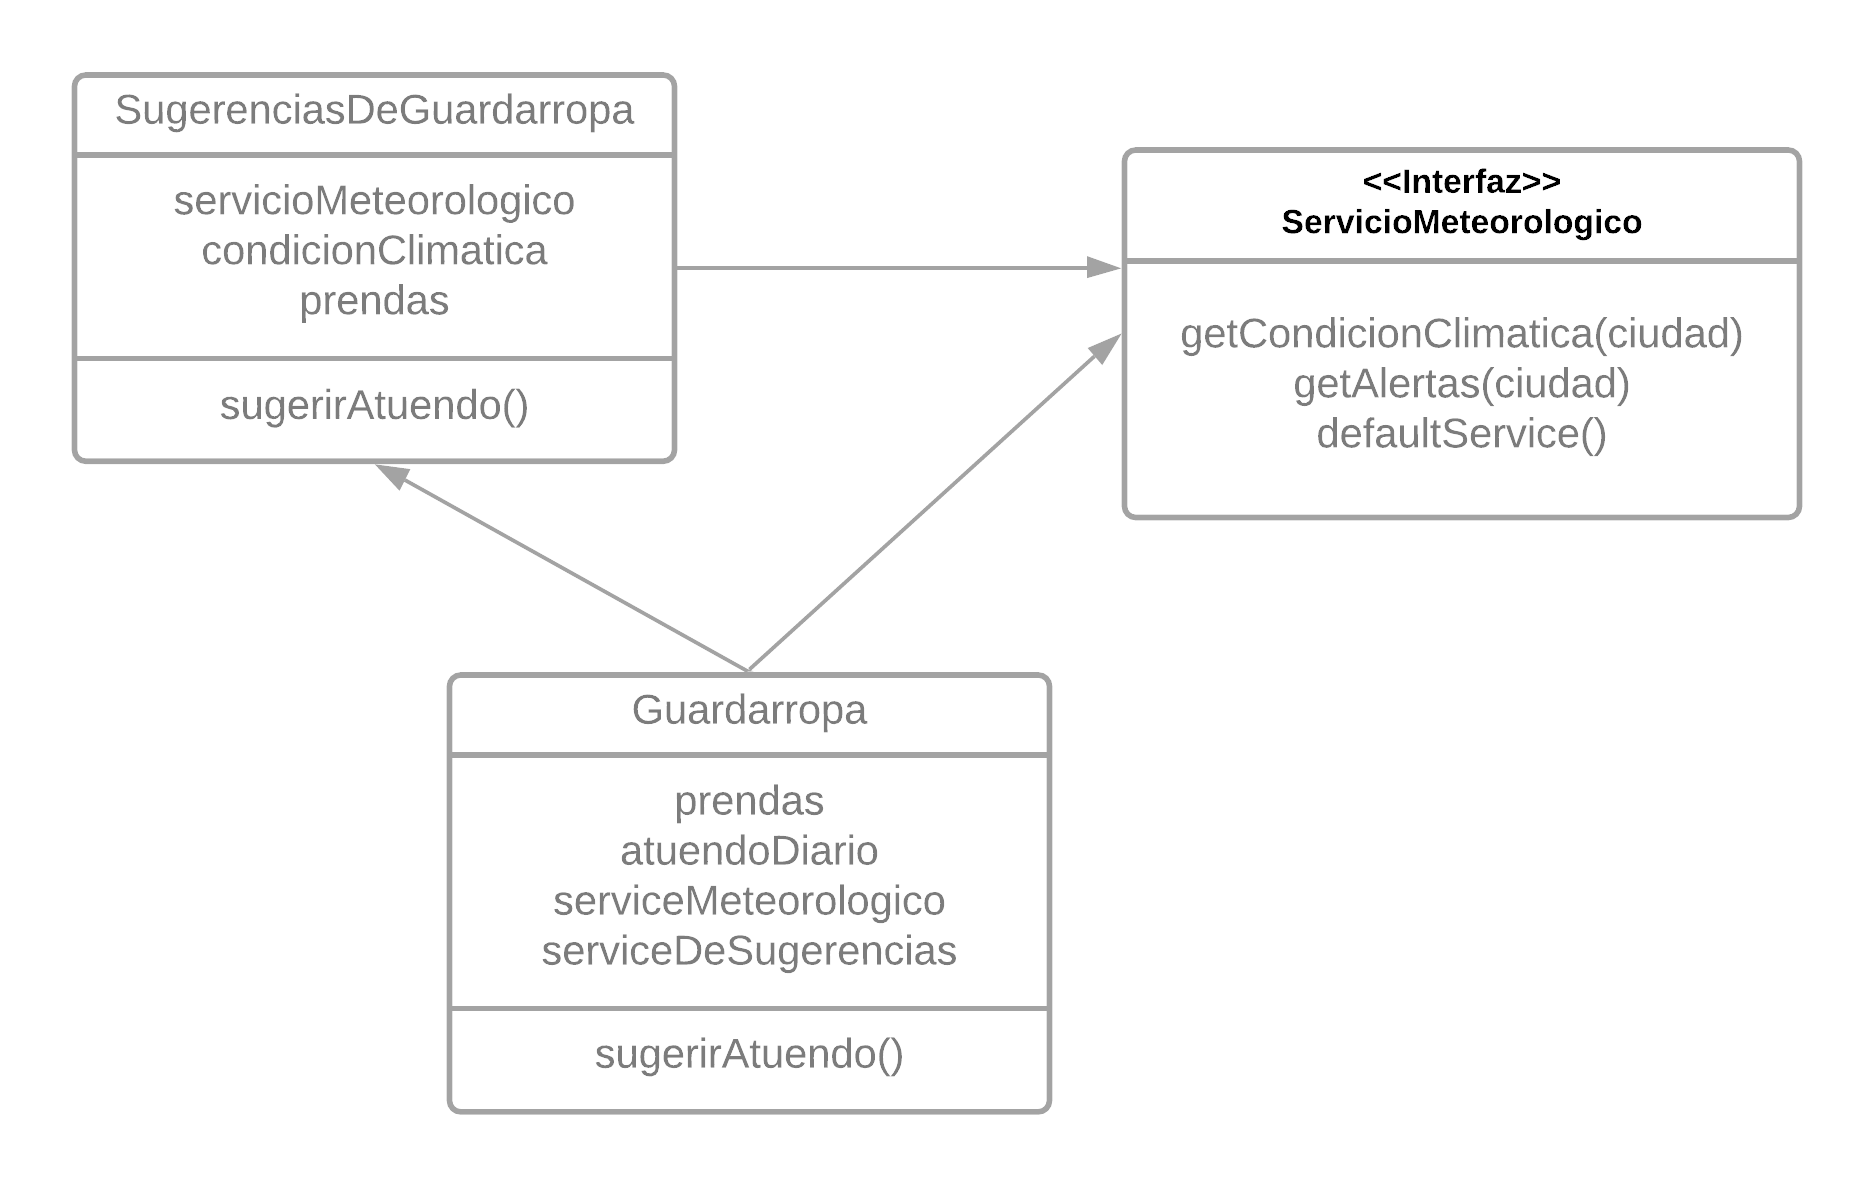 SugerenciasDeGuardarropa
servicioMeteorologico
condicionClimatica
prendas
sugerirAtuendo()
<<Interfaz>>
ServicioMeteorologico
getCondicionClimatica(ciudad)
getAlertas(ciudad)
defaultService()
Guardarropa
prendas
atuendoDiario
serviceMeteorologico
serviceDeSugerencias
sugerirAtuendo()